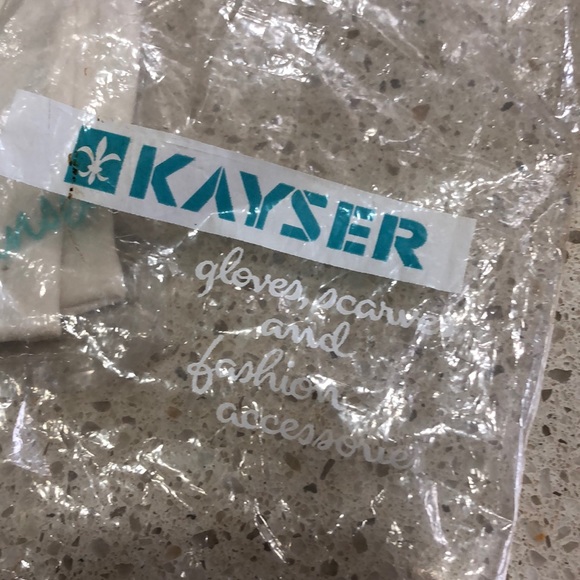 KAYSER
gloves, scarves
and
fashion
accessories